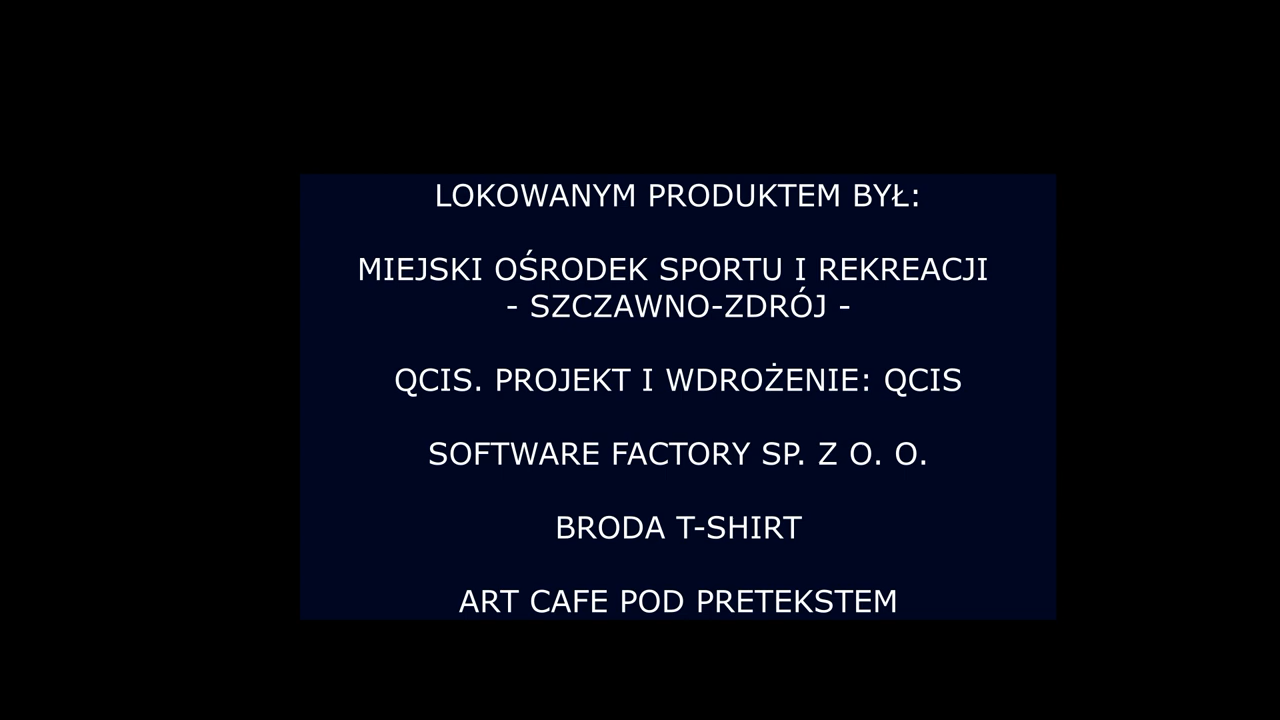 LOKOWANYM PRODUKTEM BYŁ:
MIEJSKI OŚRODEK SPORTU I REKREACJI
- SZCZAWNO-ZDRÓJ -
QCIS. PROJEKT I WDROŻENIE: QCIS
SOFTWARE FACTORY SP. Z O. O.
BRODA T-SHIRT
ART CAFE POD PRETEKSTEM